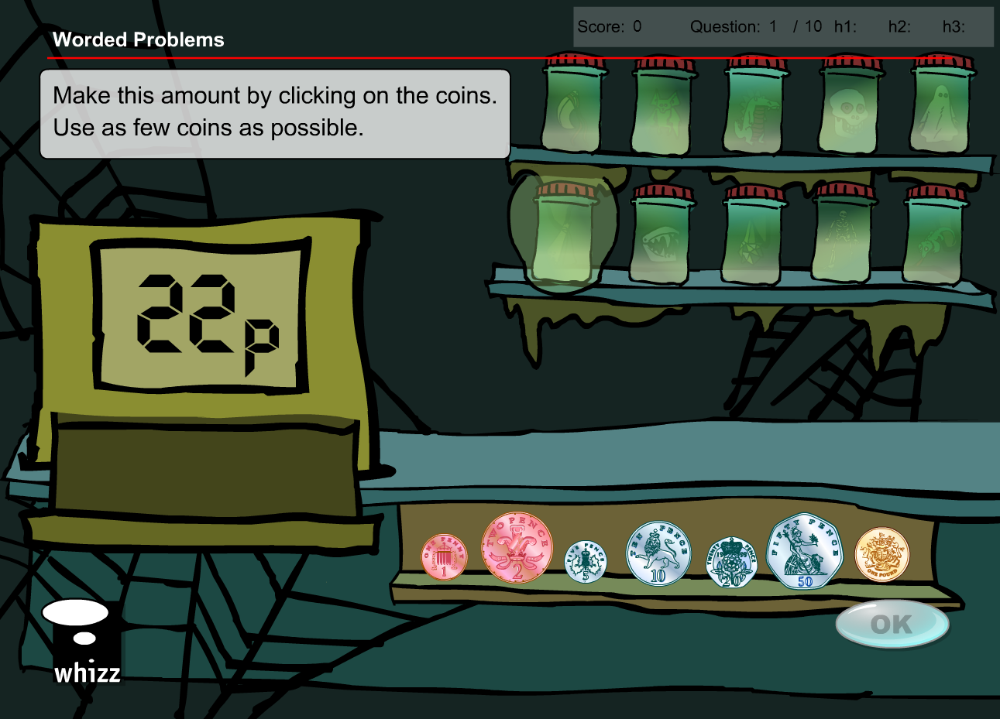 Score: 0 Question: 1 / 10 h1: h2: h3:
Worded Problems
Make this amount by clicking on the coins.
Use as few coins as possible.
22p
ONE PENNY 1
TWO PENCE 2
FIVE PENCE 5
TEN PENCE 10
TWENTY PENCE 20
FIFTY PENCE 50
ONE POUND
OK
whizz